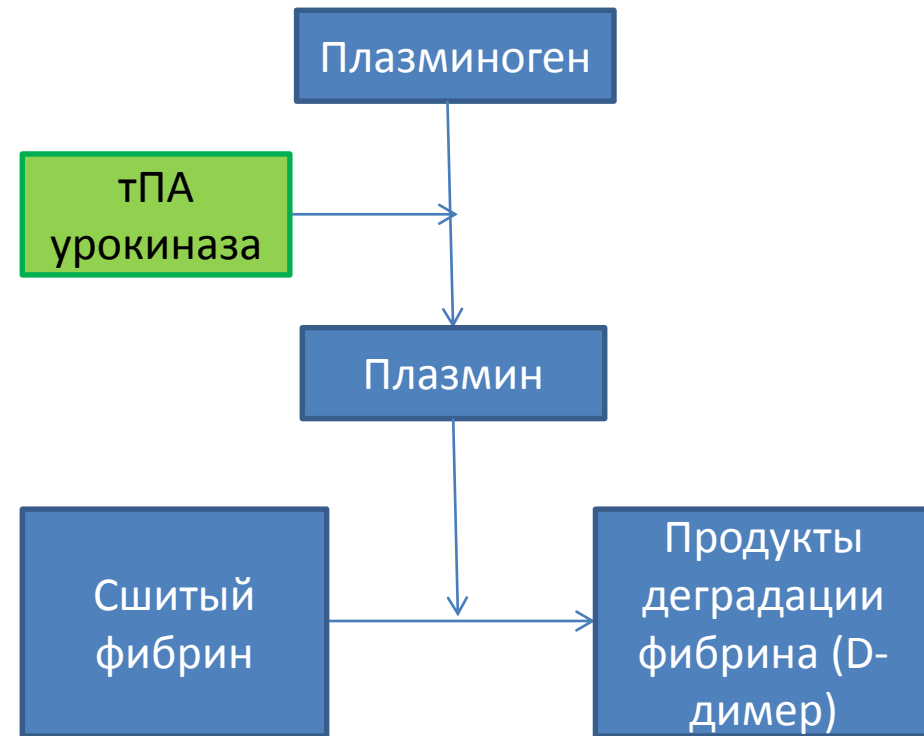 Плазминоген
тПА
урокиназа
Плазмин
Сшитый
фибрин
Продукты
деградации
фибрина (D-
димер)